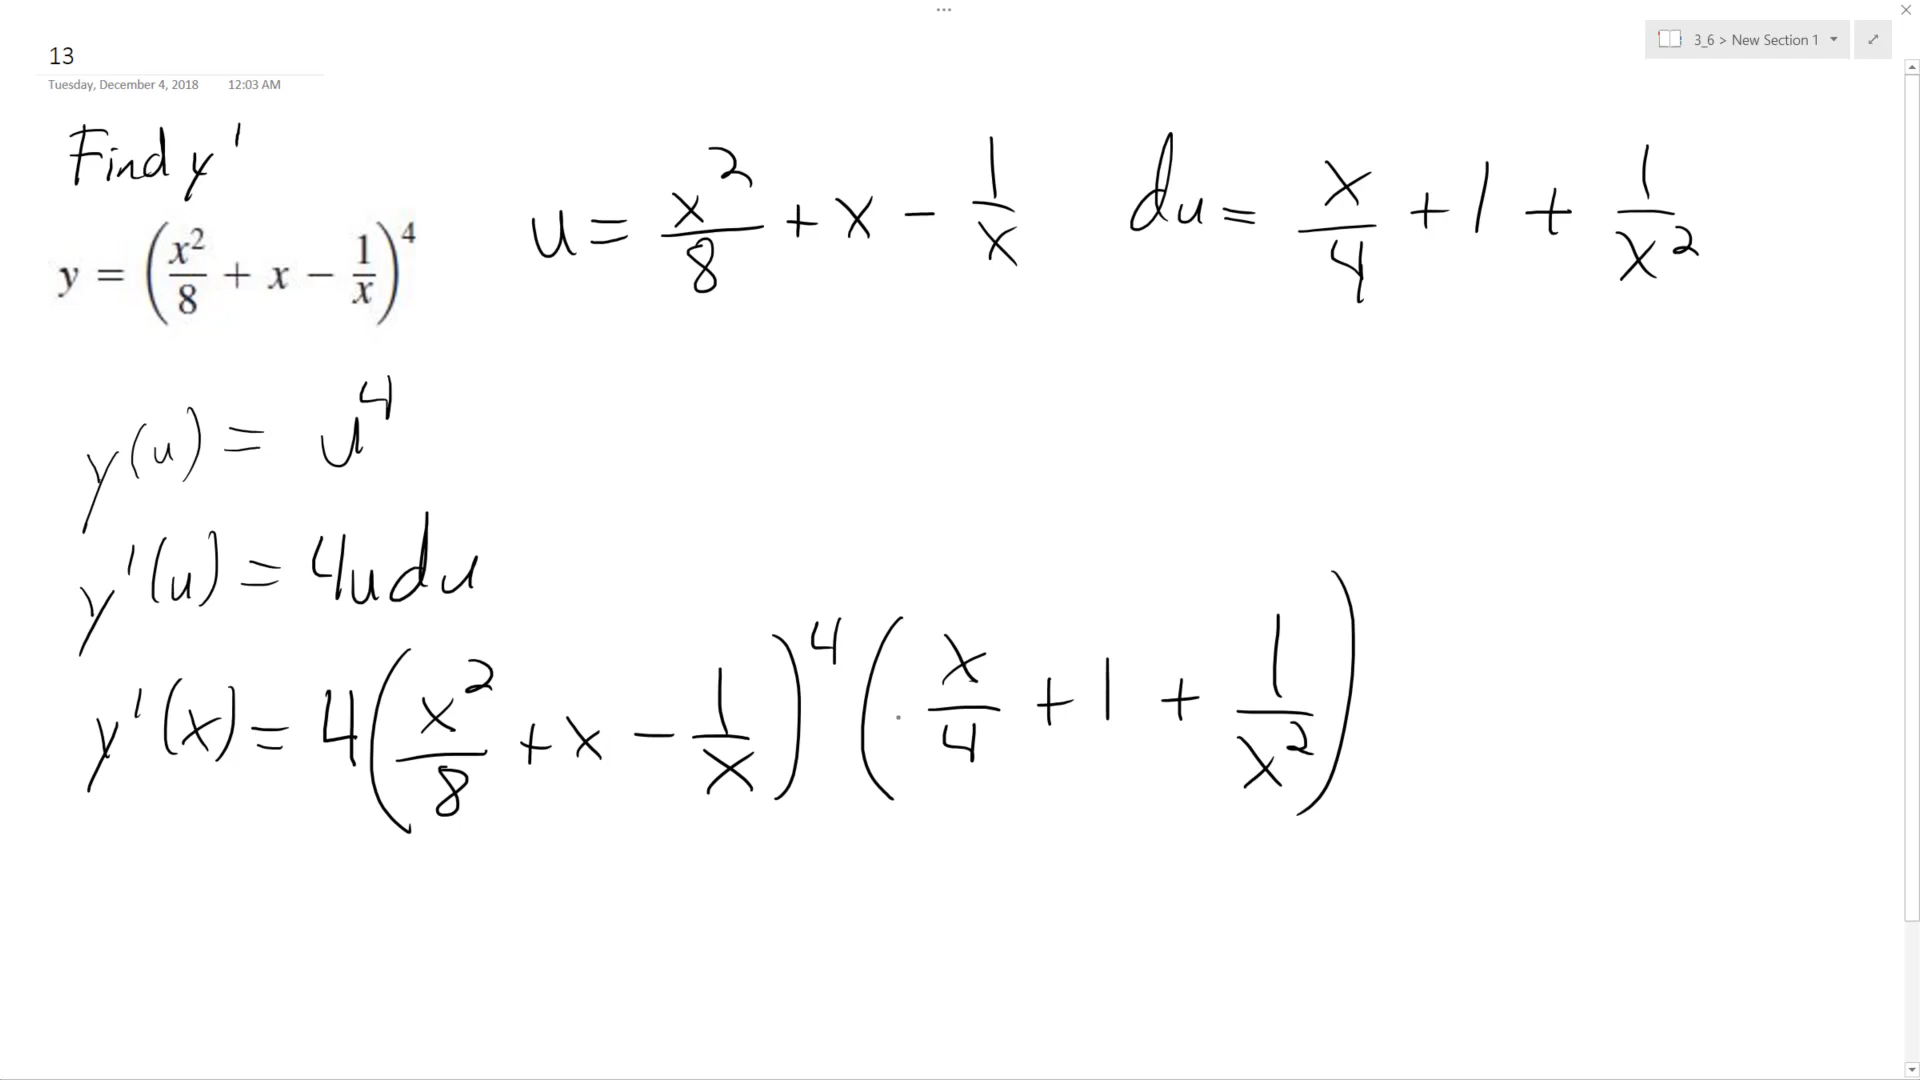 ...
3_6 > New Section 1
13
Tuesday, December 4, 2018 12:03 AM
Find y'
y = (x²/8 + x − 1/x)⁴
u = x²/8 + x − 1/x
du = x/4 + 1 + 1/x²
y(u) = u⁴
y'(u) = 4udu
y'(x) = 4(x²/8 + x − 1/x)⁴(x/4 + 1 + 1/x²)